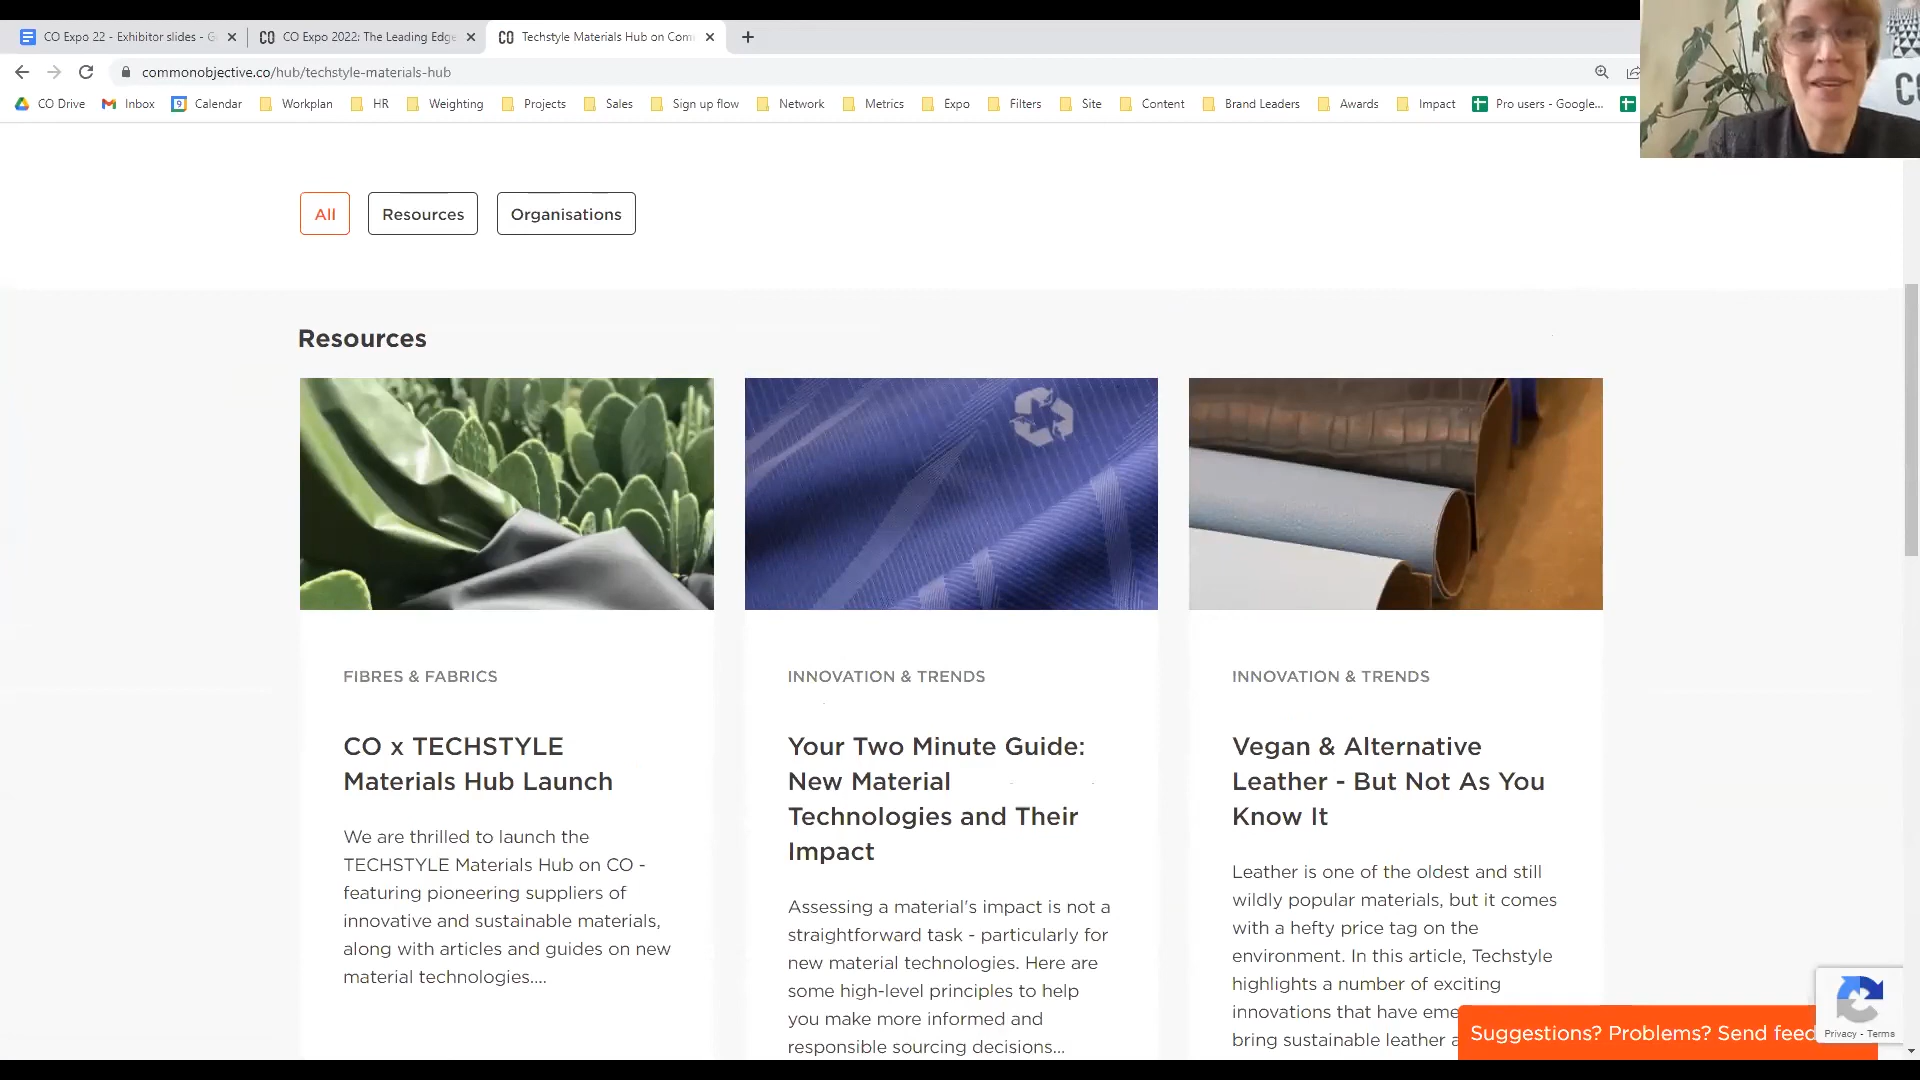 CO Expo 22 - Exhibitor slides - G
CO Expo 2022: The Leading Edge
Techstyle Materials Hub on Com
commonobjective.co/hub/techstyle-materials-hub
CO Drive
Inbox
Calendar
Workplan
HR
Weighting
Projects
Sales
Sign up flow
Network
Metrics
Expo
Filters
Site
Content
Brand Leaders
Awards
Impact
Pro users - Google...
All
Resources
Organisations
Resources
FIBRES & FABRICS
CO x TECHSTYLE
Materials Hub Launch
We are thrilled to launch the
TECHSTYLE Materials Hub on CO -
featuring pioneering suppliers of
innovative and sustainable materials,
along with articles and guides on new
material technologies....
INNOVATION & TRENDS
Your Two Minute Guide:
New Material
Technologies and Their
Impact
Assessing a material's impact is not a
straightforward task - particularly for
new material technologies. Here are
some high-level principles to help
you make more informed and
responsible sourcing decisions...
INNOVATION & TRENDS
Vegan & Alternative
Leather - But Not As You
Know It
Leather is one of the oldest and still
wildly popular materials, but it comes
with a hefty price tag on the
environment. In this article, Techstyle
highlights a number of exciting
innovations that have eme
bring sustainable leather a
Suggestions? Problems? Send feed
Privacy - Terms
CO